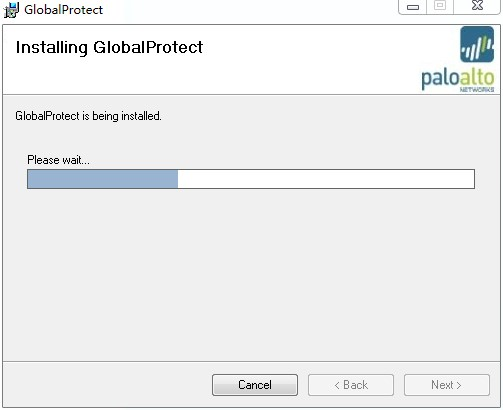 GlobalProtect
Installing GlobalProtect
paloalto
NETWORKS
GlobalProtect is being installed.
Please wait...
Cancel
< Back
Next >